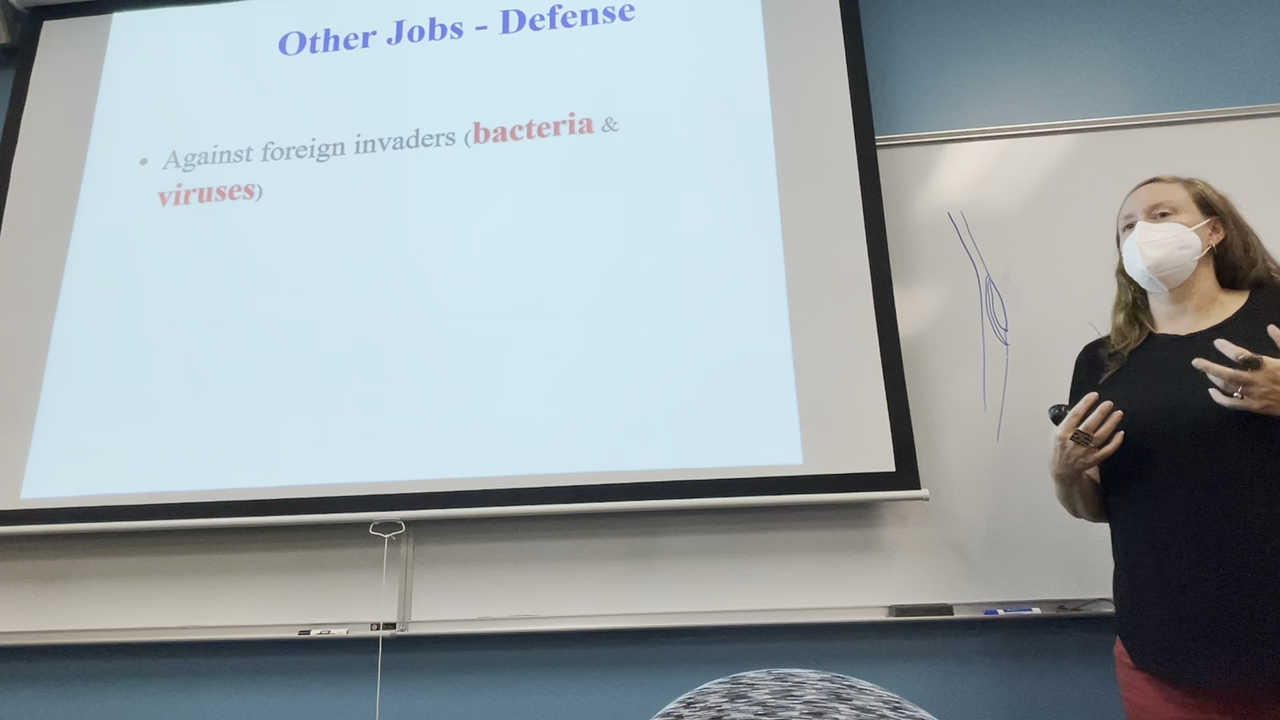 Other Jobs - Defense
• Against foreign invaders (bacteria &
viruses)